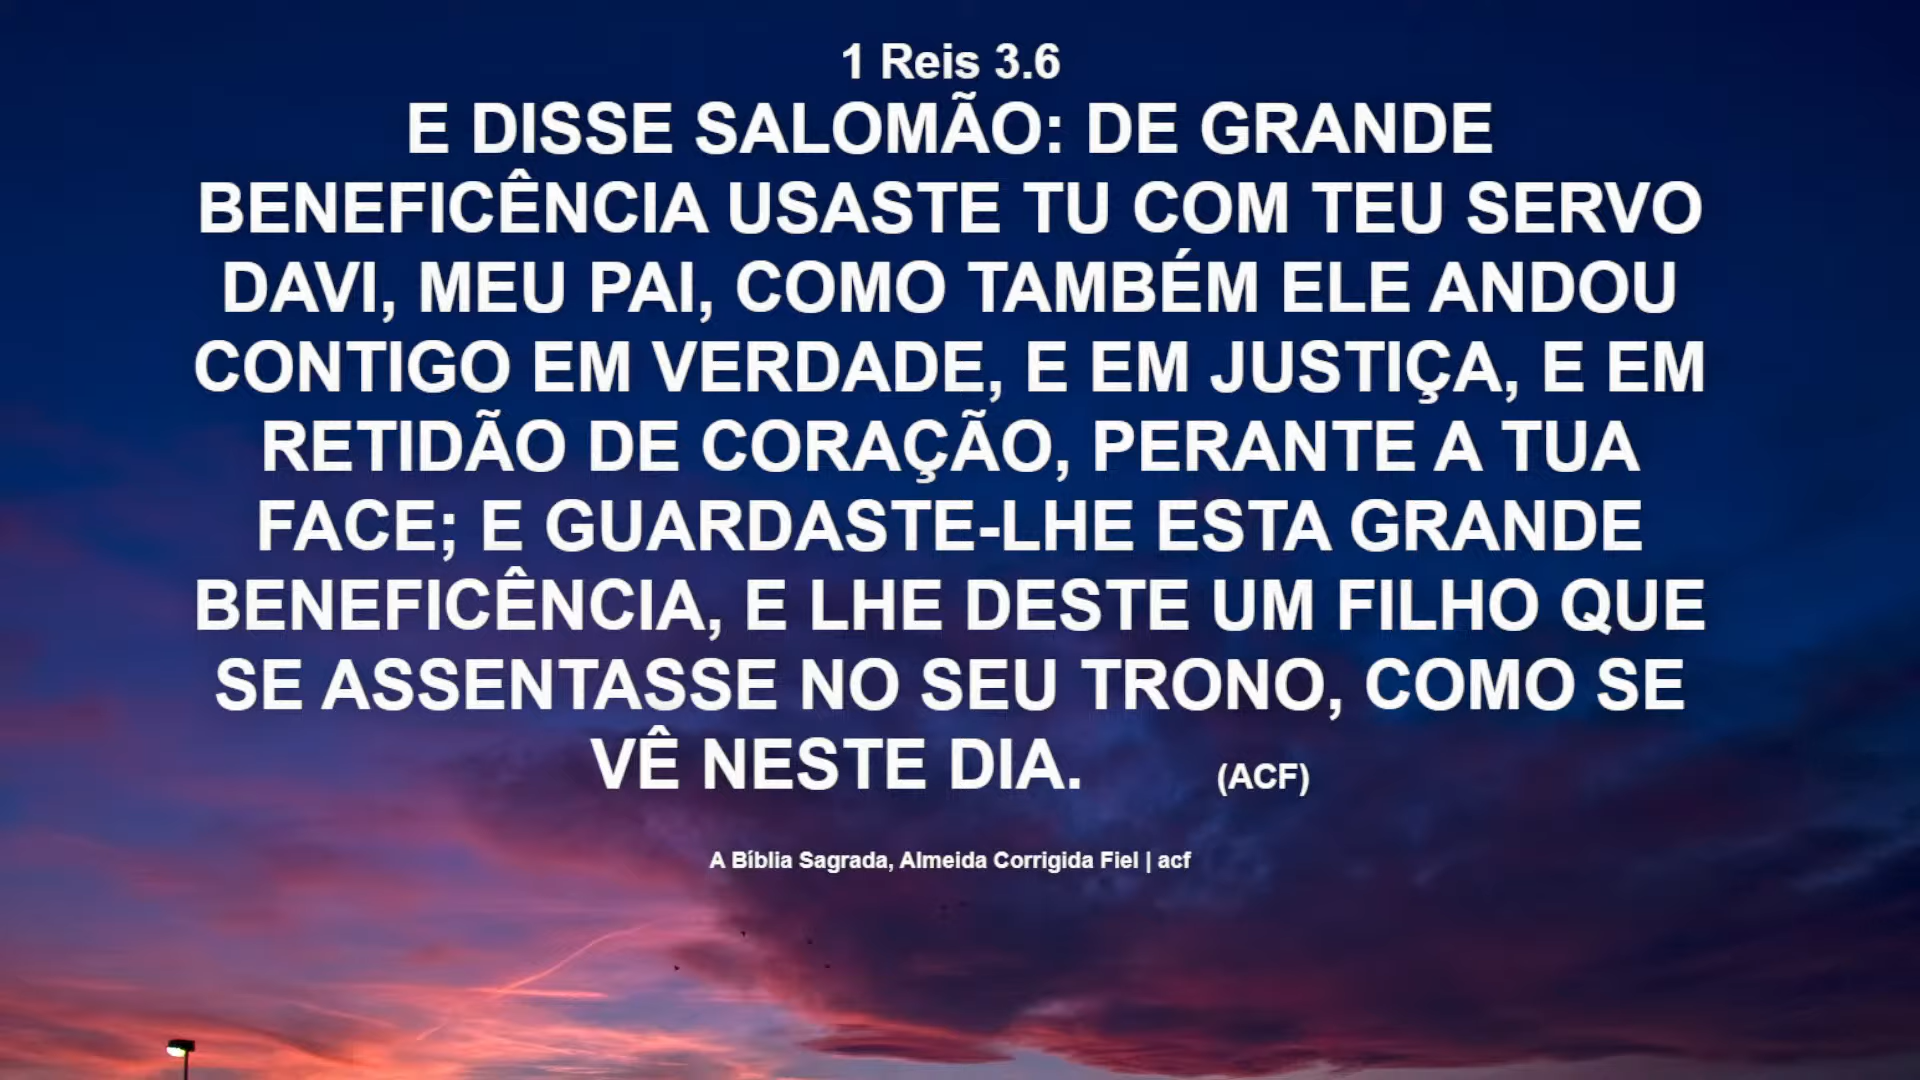 1 Reis 3.6
E DISSE SALOMÃO: DE GRANDE
BENEFICÊNCIA USASTE TU COM TEU SERVO
DAVI, MEU PAI, COMO TAMBÉM ELE ANDOU
CONTIGO EM VERDADE, E EM JUSTIÇA, E EM
RETIDÃO DE CORAÇÃO, PERANTE A TUA
FACE; E GUARDASTE-LHE ESTA GRANDE
BENEFICÊNCIA, E LHE DESTE UM FILHO QUE
SE ASSENTASSE NO SEU TRONO, COMO SE
VÊ NESTE DIA. (ACF)
A Bíblia Sagrada, Almeida Corrigida Fiel | acf